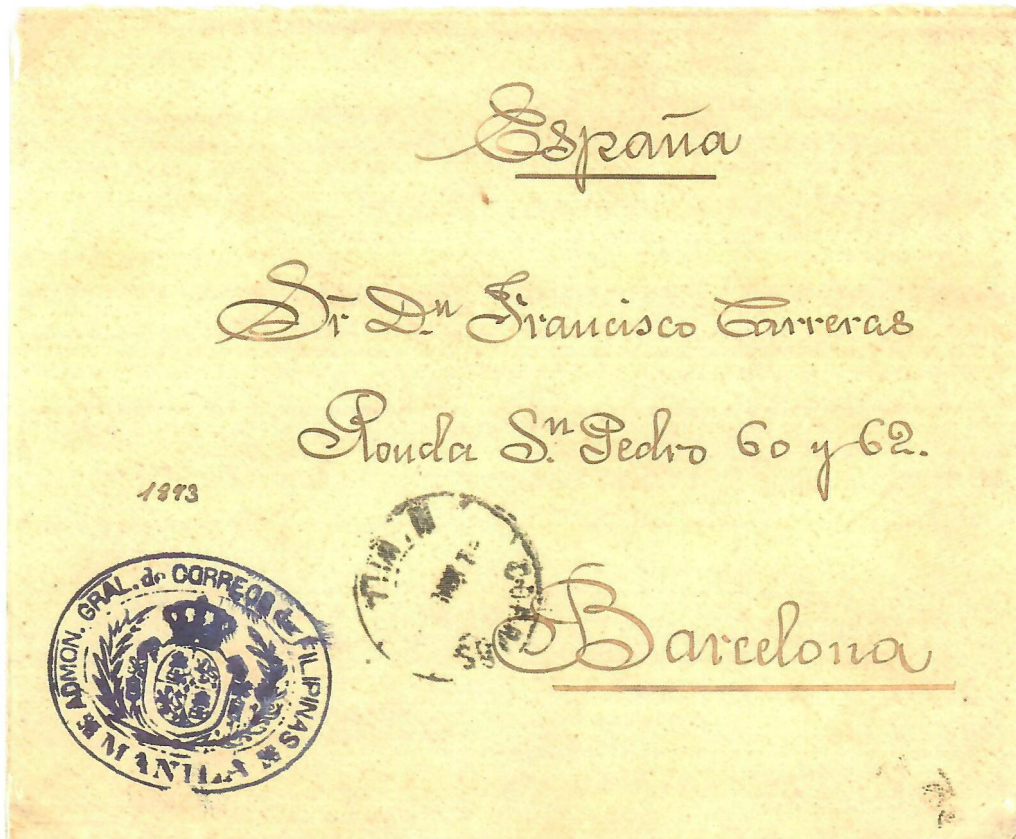 España
Sr Dn Francisco Carreras
Ronda Sn Pedro 60 y 62.
1893
ADMON. GRAL. de CORREOS de FILIPINAS
MANILA
Barcelona